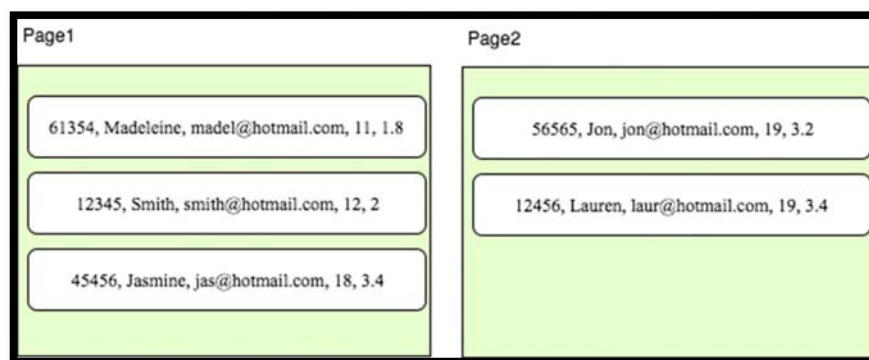 Page1
61354, Madeleine, madel@hotmail.com, 11, 1.8
12345, Smith, smith@hotmail.com, 12, 2
45456, Jasmine, jas@hotmail.com, 18, 3.4
Page2
56565, Jon, jon@hotmail.com, 19, 3.2
12456, Lauren, laur@hotmail.com, 19, 3.4